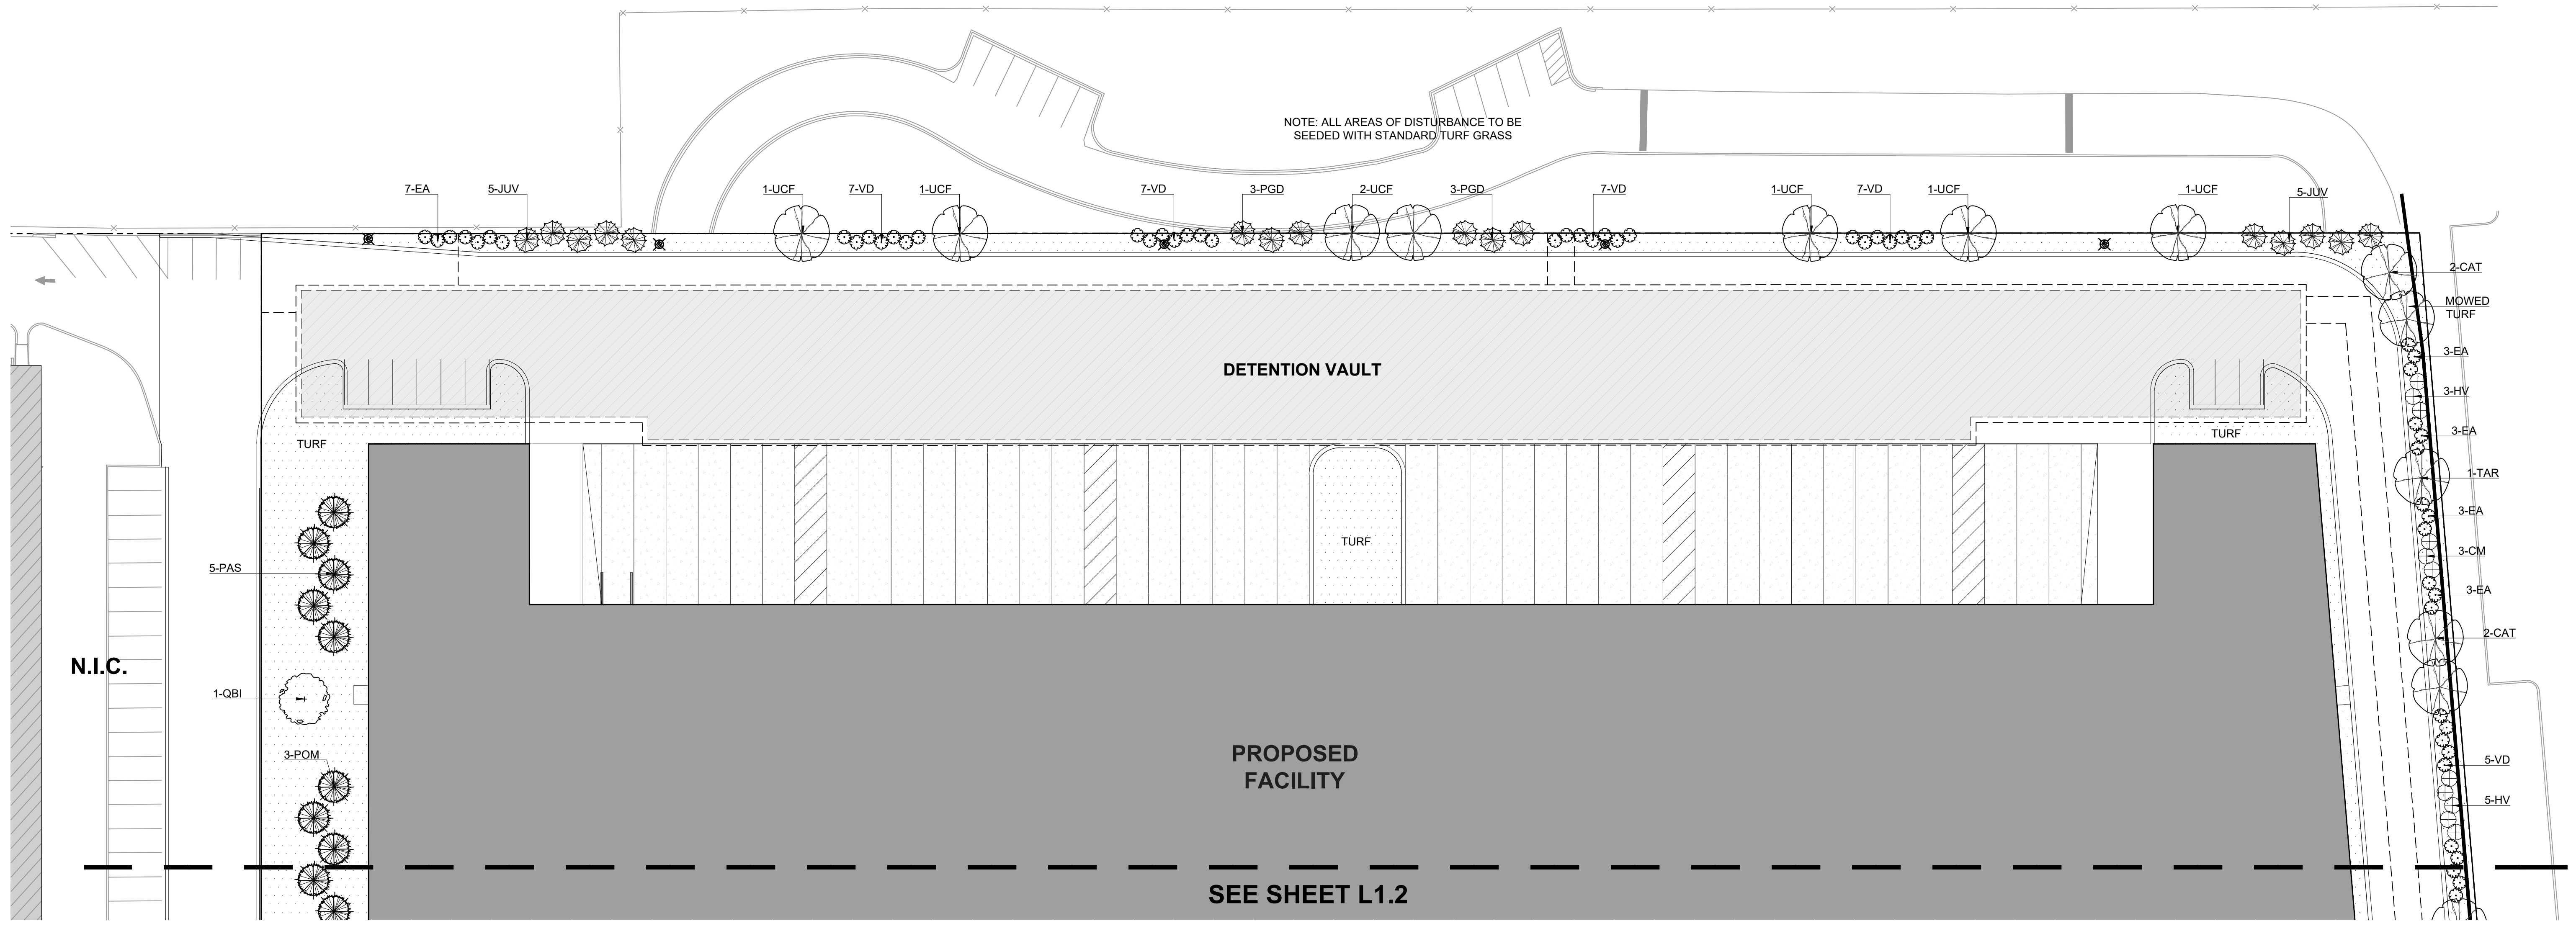 NOTE: ALL AREAS OF DISTURBANCE TO BE
SEEDED WITH STANDARD TURF GRASS
7-EA
5-JUV
1-UCF
7-VD
1-UCF
7-VD
3-PGD
2-UCF
3-PGD
7-VD
1-UCF
7-VD
1-UCF
1-UCF
5-JUV
2-CAT
MOWED
TURF
3-EA
DETENTION VAULT
3-HV
TURF
TURF
3-EA
1-TAR
3-EA
TURF
3-CM
5-PAS
3-EA
2-CAT
N.I.C.
1-QBI
3-POM
PROPOSED
FACILITY
5-VD
5-HV
SEE SHEET L1.2